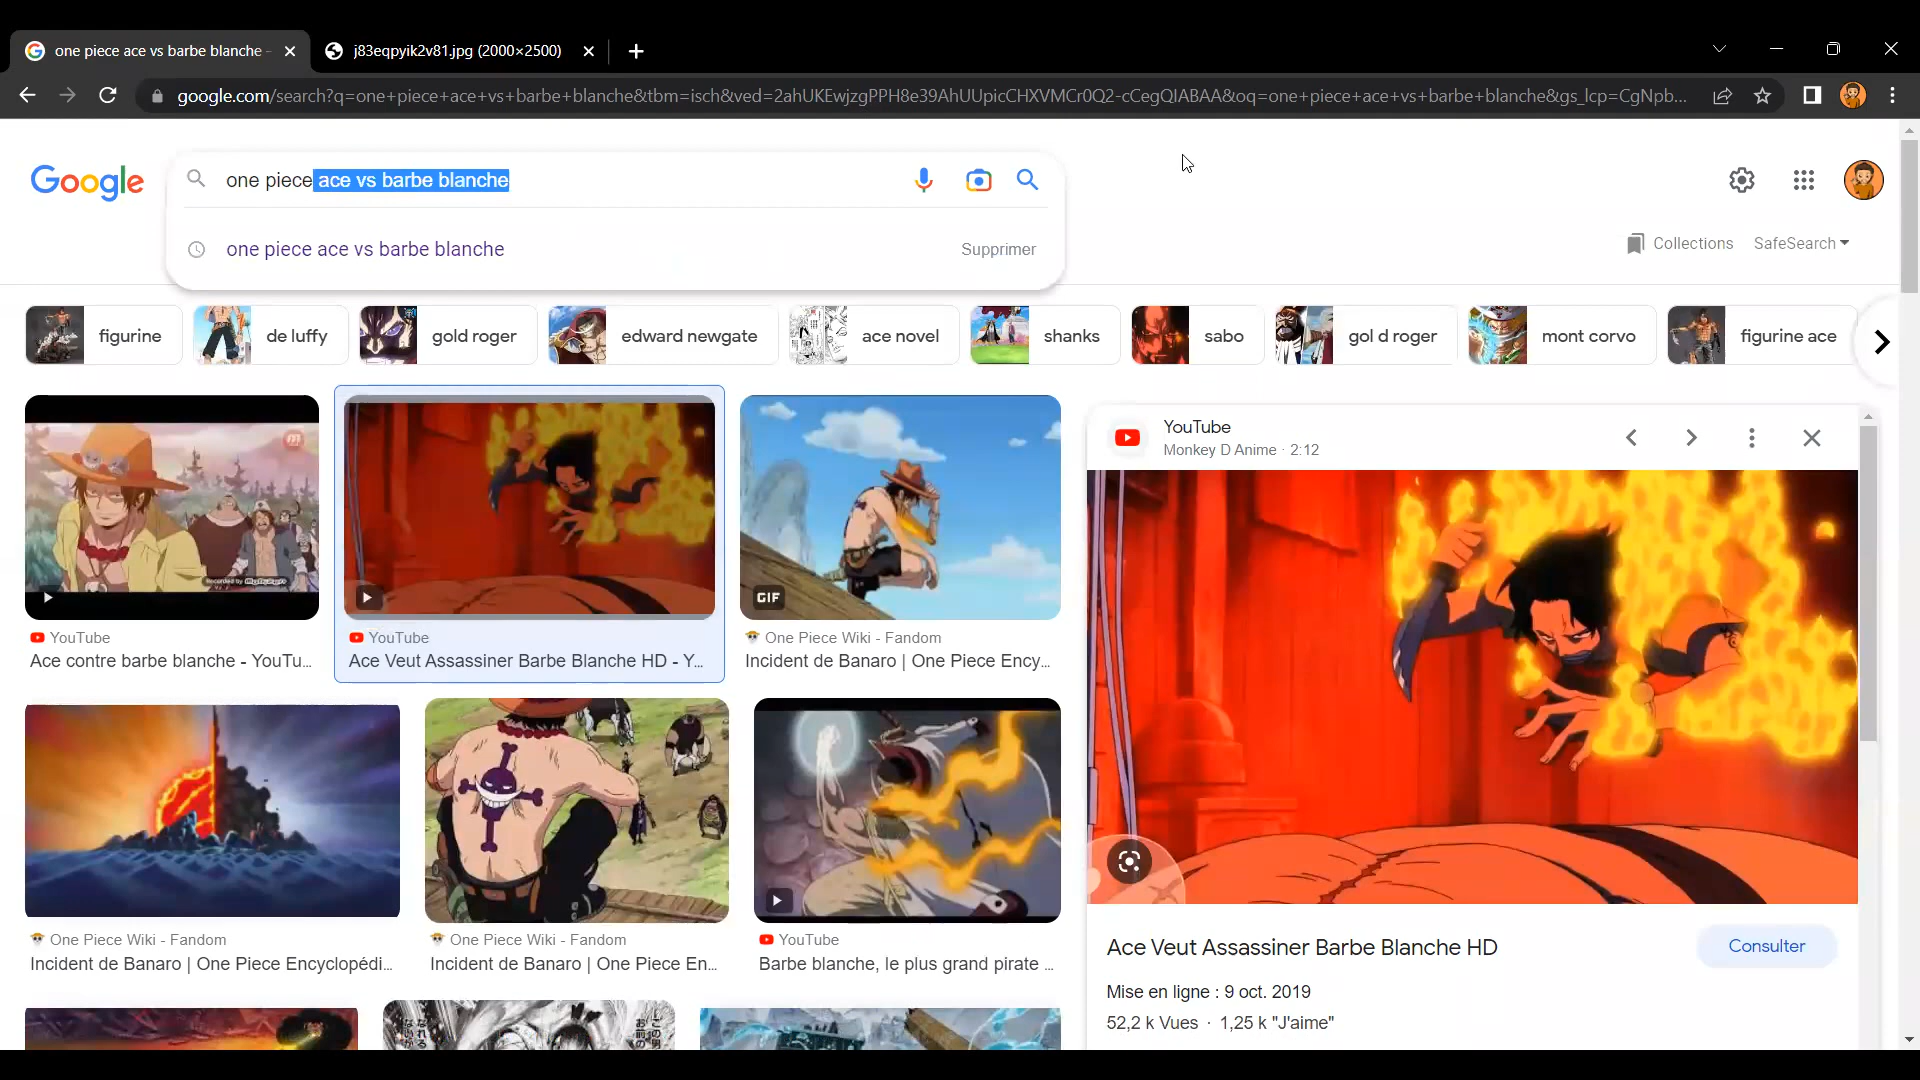 one piece ace vs barbe blanche -
j83eqpyik2v81.jpg (2000×2500)
google.com/search?q=one+piece+ace+vs+barbe+blanche&tbm=isch&ved=2ahUKEwjzgPPH8e39AhUUpicCHXVMCr0Q2-cCegQIABAA&oq=one+piece+ace+vs+barbe+blanche&gs_lcp=CgNpb...
Google
one piece ace vs barbe blanche
one piece ace vs barbe blanche
Supprimer
Collections
SafeSearch
figurine
de luffy
gold roger
edward newgate
ace novel
shanks
sabo
gol d roger
mont corvo
figurine ace
YouTube
Ace contre barbe blanche - YouTu...
YouTube
Ace Veut Assassiner Barbe Blanche HD - Y...
GIF
One Piece Wiki - Fandom
Incident de Banaro | One Piece Ency...
YouTube
Monkey D Anime · 2:12
One Piece Wiki - Fandom
Incident de Banaro | One Piece Encyclopédi...
One Piece Wiki - Fandom
Incident de Banaro | One Piece En...
YouTube
Barbe blanche, le plus grand pirate ...
Ace Veut Assassiner Barbe Blanche HD
Consulter
Mise en ligne : 9 oct. 2019
52,2 k Vues · 1,25 k "J'aime"